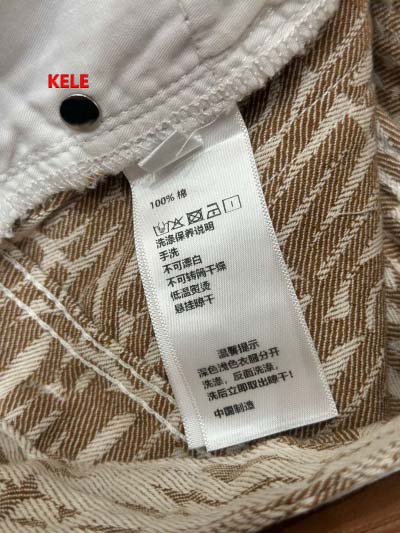 KELE
100% 棉
洗涤保养说明
手洗
不可漂白
不可转筒干燥
低温熨烫
悬挂晾干
温馨提示
深色浅色衣服分开
洗涤，反面洗涤，
洗后立即取出晾干！
中国制造